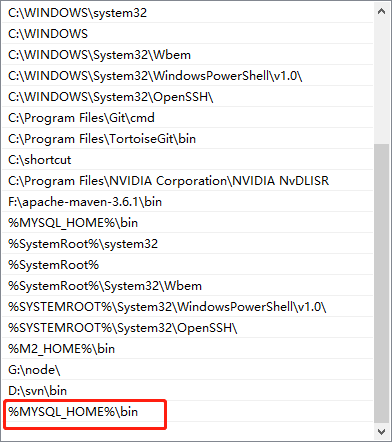 C:\WINDOWS\system32
C:\WINDOWS
C:\WINDOWS\System32\Wbem
C:\WINDOWS\System32\WindowsPowerShell\v1.0\
C:\WINDOWS\System32\OpenSSH\
C:\Program Files\Git\cmd
C:\Program Files\TortoiseGit\bin
C:\shortcut
C:\Program Files\NVIDIA Corporation\NVIDIA NvDLISR
F:\apache-maven-3.6.1\bin
%MYSQL_HOME%\bin
%SystemRoot%\system32
%SystemRoot%
%SystemRoot%\System32\Wbem
%SYSTEMROOT%\System32\WindowsPowerShell\v1.0\
%SYSTEMROOT%\System32\OpenSSH\
%M2_HOME%\bin
G:\node\
D:\svn\bin
%MYSQL_HOME%\bin